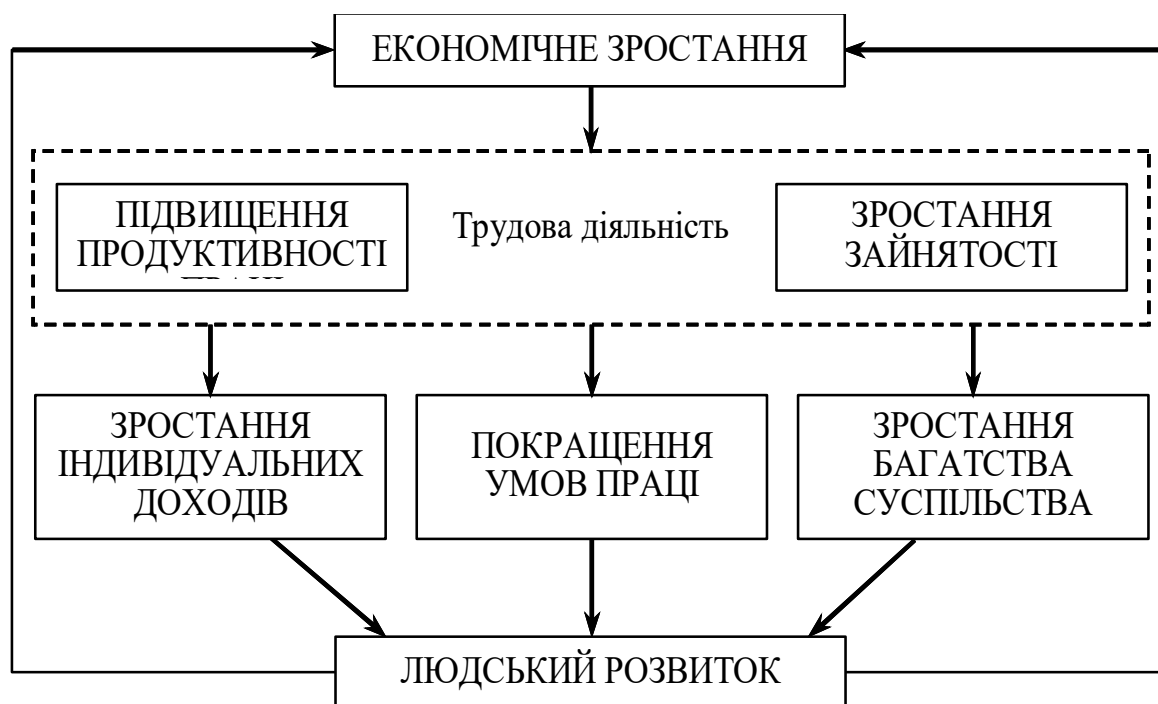 ЕКОНОМІЧНЕ ЗРОСТАННЯ
ПІДВИЩЕННЯ
ПРОДУКТИВНОСТІ
Трудова діяльність
ЗРОСТАННЯ
ЗАЙНЯТОСТІ
ЗРОСТАННЯ
ІНДИВІДУАЛЬНИХ
ДОХОДІВ
ПОКРАЩЕННЯ
УМОВ ПРАЦІ
ЗРОСТАННЯ
БАГАТСТВА
СУСПІЛЬСТВА
ЛЮДСЬКИЙ РОЗВИТОК